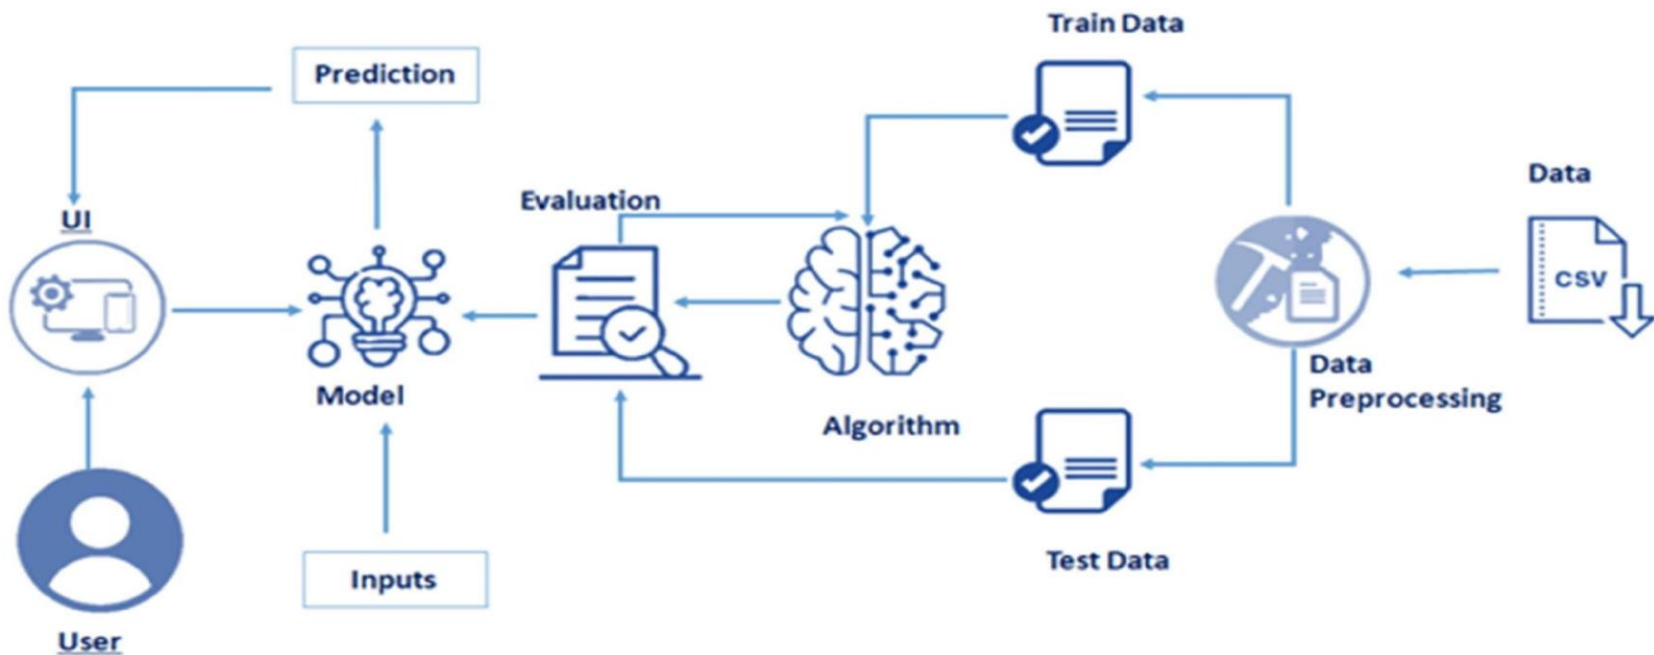 Train Data
Prediction
Data
Evaluation
UI
CSV
Data
Preprocessing
Model
Algorithm
Test Data
Inputs
User